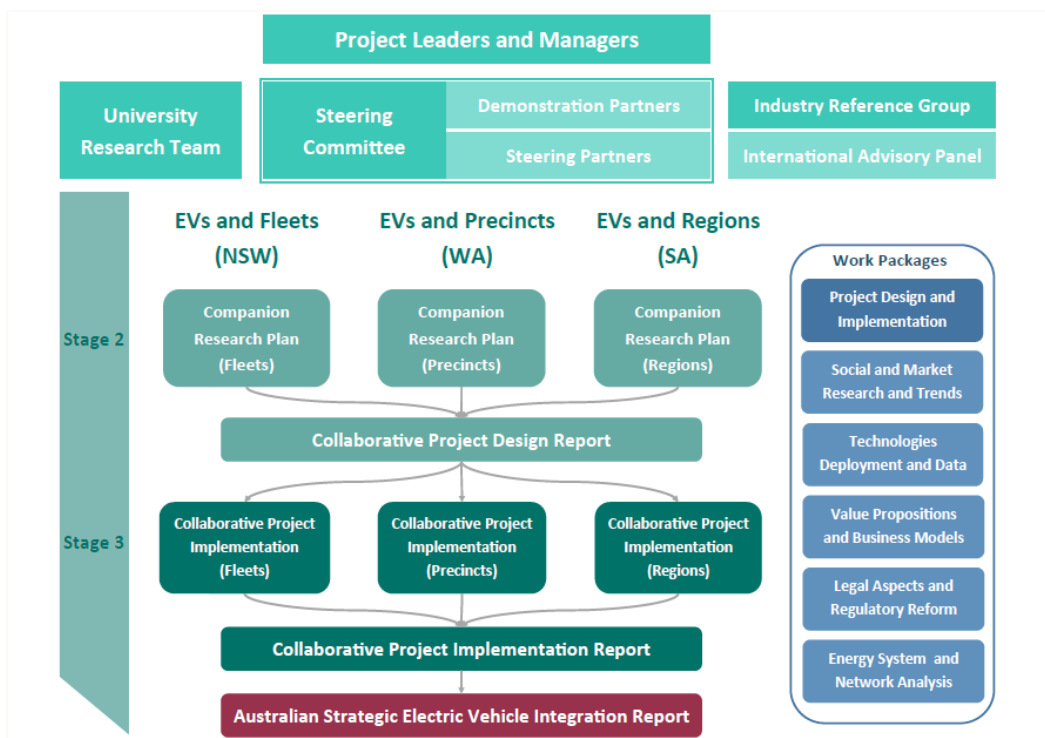 Project Leaders and Managers
University
Research Team
Steering
Committee
Demonstration Partners
Steering Partners
Industry Reference Group
International Advisory Panel
EVs and Fleets
(NSW)
EVs and Precincts
(WA)
EVs and Regions
(SA)
Stage 2
Companion
Research Plan
(Fleets)
Companion
Research Plan
(Precincts)
Companion
Research Plan
(Regions)
Collaborative Project Design Report
Stage 3
Collaborative Project
Implementation
(Fleets)
Collaborative Project
Implementation
(Precincts)
Collaborative Project
Implementation
(Regions)
Collaborative Project Implementation Report
Australian Strategic Electric Vehicle Integration Report
Work Packages
Project Design and
Implementation
Social and Market
Research and Trends
Technologies
Deployment and Data
Value Propositions
and Business Models
Legal Aspects and
Regulatory Reform
Energy System and
Network Analysis